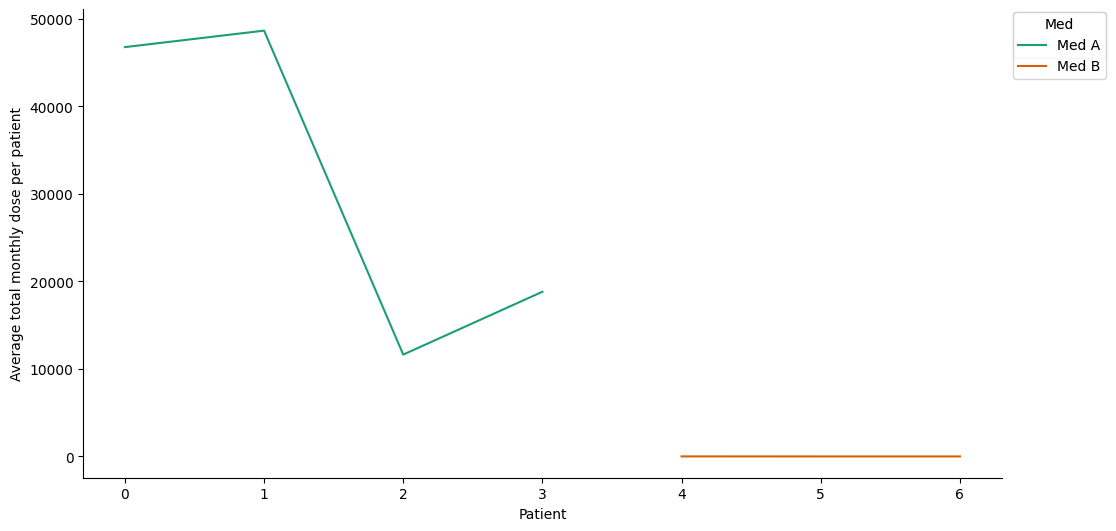 Med
Med A
Med B
Average total monthly dose per patient
50000
40000
30000
20000
10000
0
0 1 2 3 4 5 6
Patient